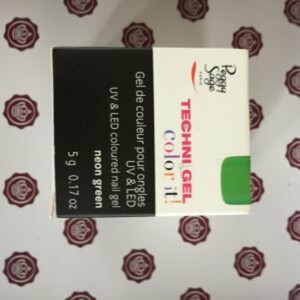 Peggy
Sage
PARIS
TECHNI GEL
color it!
Gel de couleur pour ongles
UV & LED
UV & LED coloured nail gel
neon green
5 g 0.17 oz